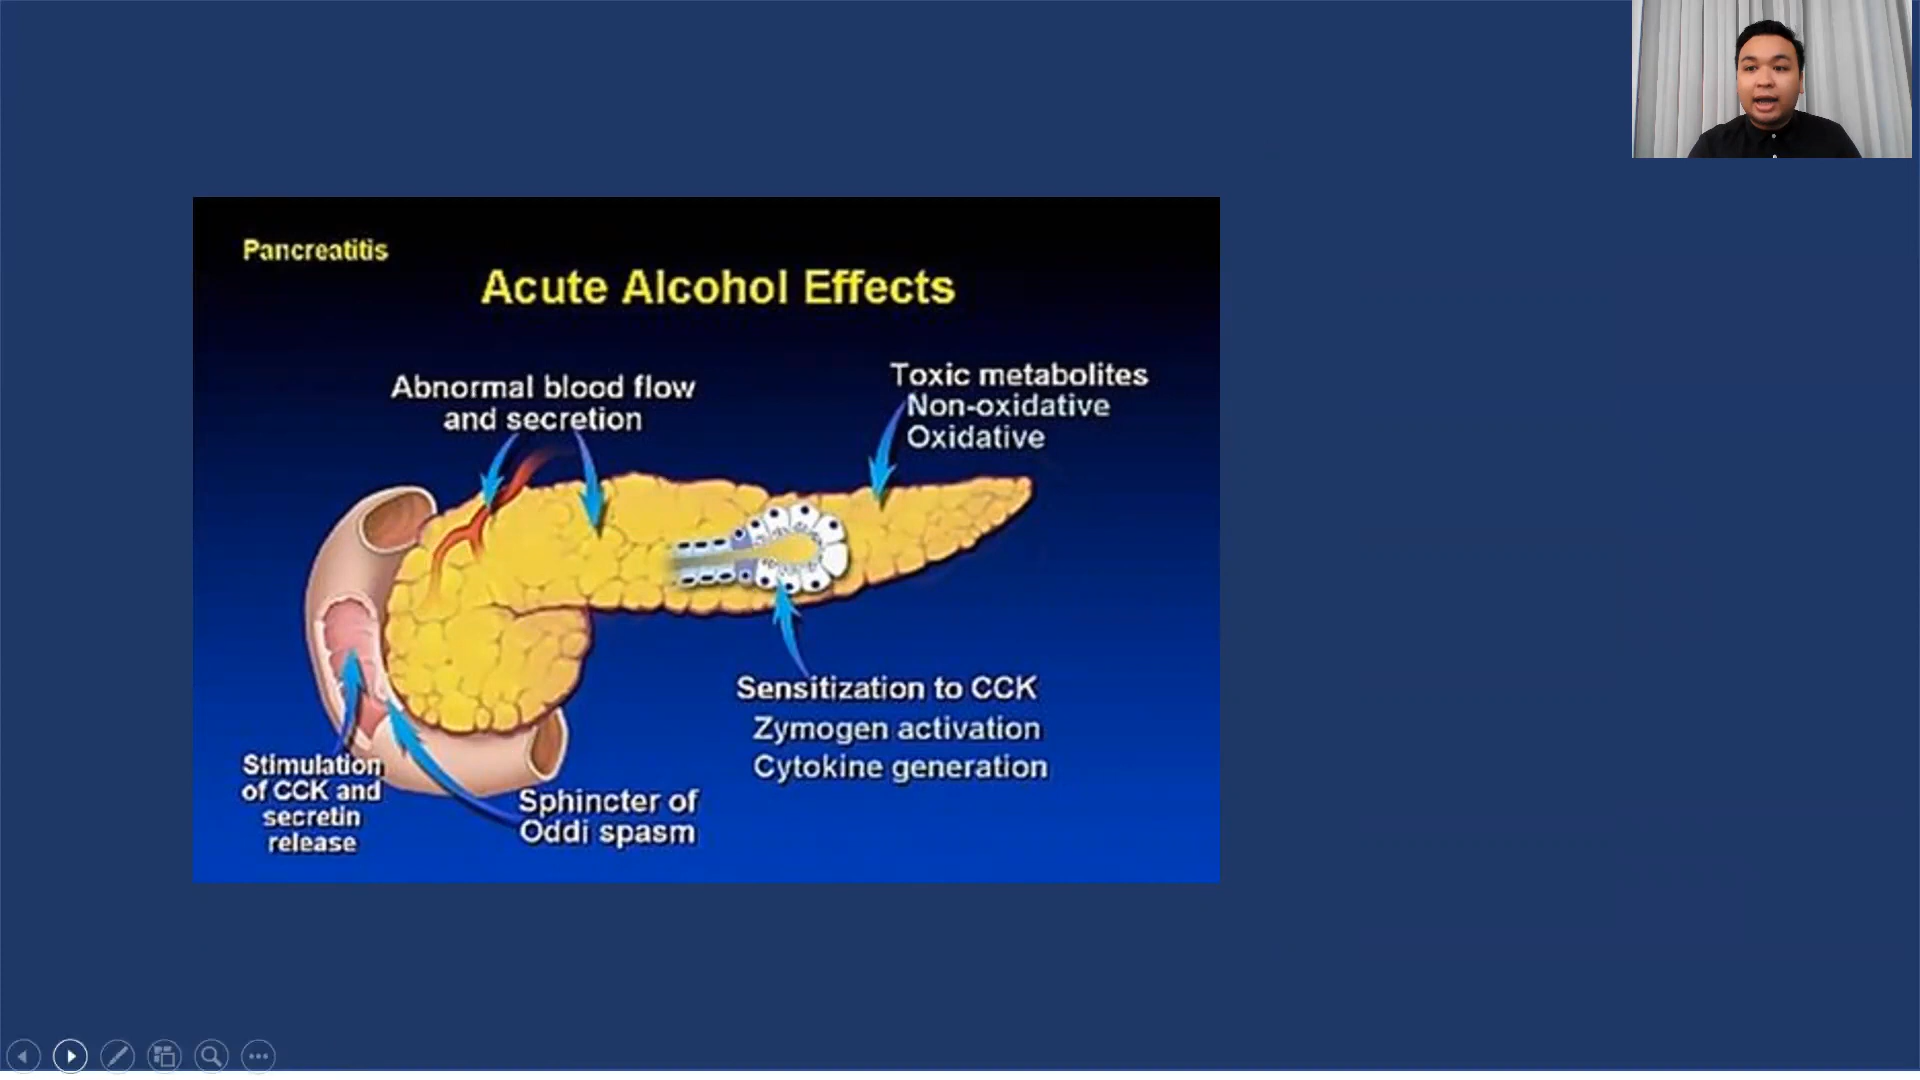 Pancreatitis
Acute Alcohol Effects
Abnormal blood flow
and secretion
Toxic metabolites
Non-oxidative
Oxidative
Sensitization to CCK
Zymogen activation
Cytokine generation
Stimulation
of CCK and
secretin
release
Sphincter of
Oddi spasm